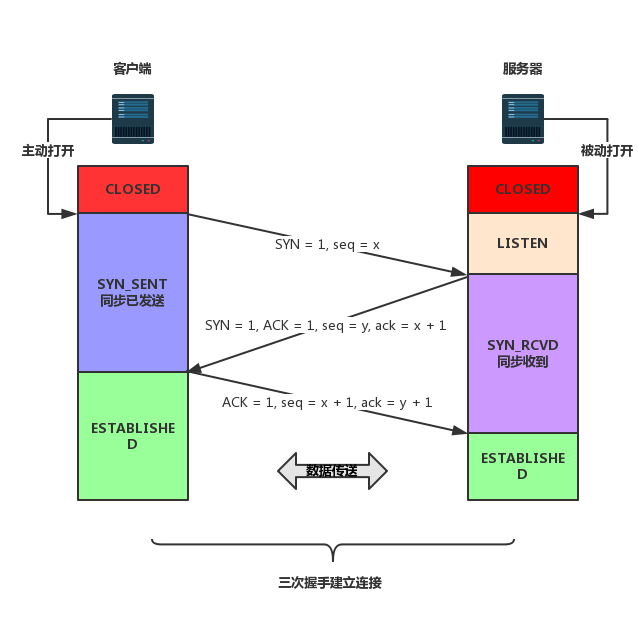 客户端
服务器
主动打开
被动打开
CLOSED
CLOSED
SYN = 1, seq = x
LISTEN
SYN_SENT
同步已发送
SYN = 1, ACK = 1, seq = y, ack = x + 1
SYN_RCVD
同步收到
ACK = 1, seq = x + 1, ack = y + 1
ESTABLISHE
D
ESTABLISHE
D
数据传送
三次握手建立连接